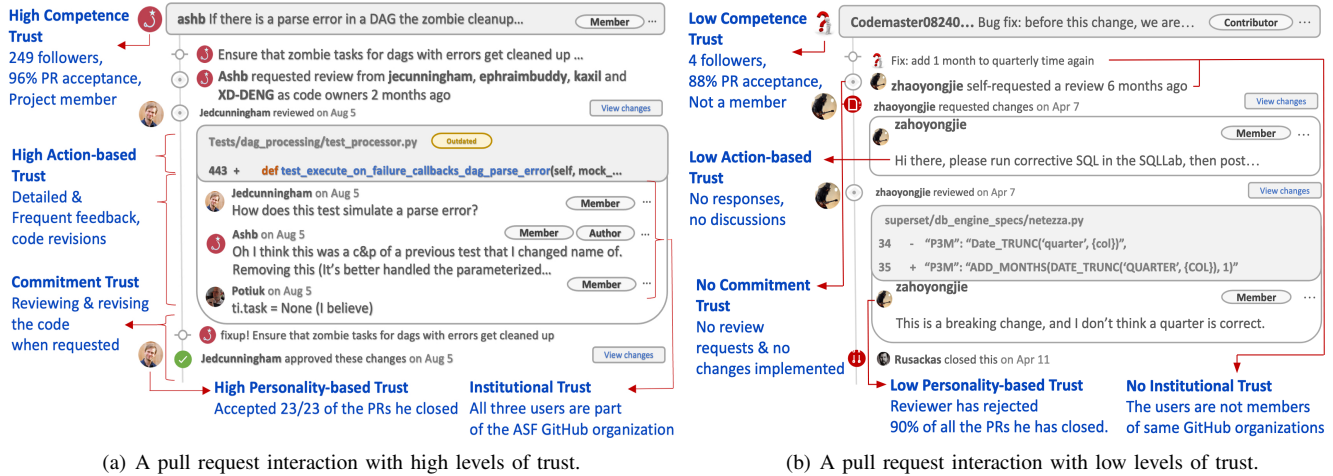 High Competence
Trust
249 followers,
96% PR acceptance,
Project member
High Action-based
Trust
Detailed &
Frequent feedback,
code revisions
Commitment Trust
Reviewing & revising
the code
when requested
ashb If there is a parse error in a DAG the zombie cleanup...
Member ...
Ensure that zombie tasks for dags with errors get cleaned up ...
Ashb requested review from jecunningham, ephraimbuddy, kaxil and
XD-DENG as code owners 2 months ago
Jedcunningham reviewed on Aug 5
View changes
Tests/dag_processing/test_processor.py
Outdated
443 + def test_execute_on_failure_callbacks_dag_parse_error(self, mock_...
Jedcunningham on Aug 5
Member ...
How does this test simulate a parse error?
Ashb on Aug 5
Member Author ...
Oh I think this was a c&p of a previous test that I changed name of.
Removing this (It's better handled the parameterized...
Potiuk on Aug 5
Member ...
ti.task = None (I believe)
fixup! Ensure that zombie tasks for dags with errors get cleaned up
Jedcunningham approved these changes on Aug 5
View changes
High Personality-based Trust
Accepted 23/23 of the PRs he closed
Institutional Trust
All three users are part
of the ASF GitHub organization
(a) A pull request interaction with high levels of trust.
Low Competence
Trust
4 followers,
88% PR acceptance,
Not a member
Low Action-based
Trust
No responses,
no discussions
No Commitment
Trust
No review
requests & no
changes implemented
Codemaster08240... Bug fix: before this change, we are...
Contributor ...
Fix: add 1 month to quarterly time again
zhaoyongjie self-requested a review 6 months ago
zhaoyongjie requested changes on Apr 7
View changes
zahoyongjie
Member ...
Hi there, please run corrective SQL in the SQLLab, then post...
zhaoyongjie reviewed on Apr 7
View changes
superset/db_engine_specs/netezza.py
34 - "P3M": "Date_TRUNC('quarter', {col})",
35 + "P3M": "ADD_MONTHS(DATE_TRUNC('QUARTER', {COL}), 1)"
zahoyongjie
Member ...
This is a breaking change, and I don't think a quarter is correct.
Rusackas closed this on Apr 11
Low Personality-based Trust
Reviewer has rejected
90% of all the PRs he has closed.
No Institutional Trust
The users are not members
of same GitHub organizations
(b) A pull request interaction with low levels of trust.